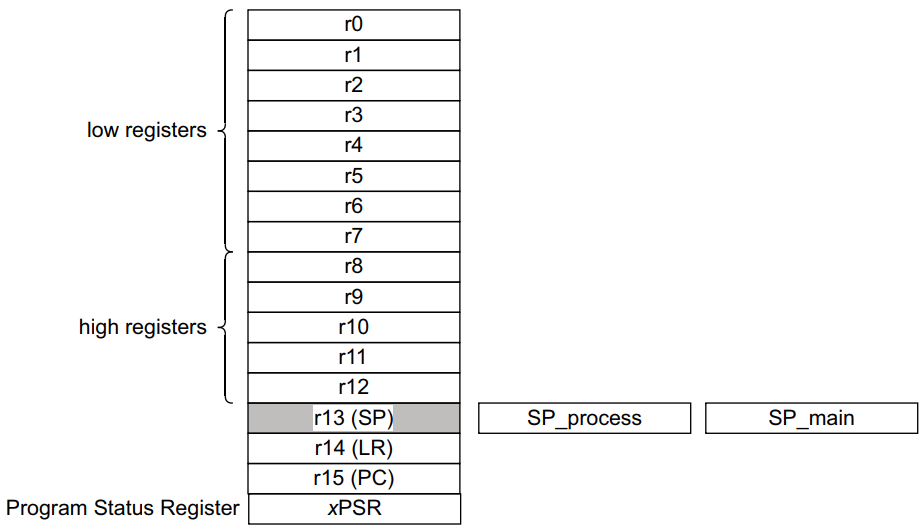 r0
r1
r2
r3
low registers
r4
r5
r6
r7
r8
r9
high registers
r10
r11
r12
r13 (SP)
SP_process
SP_main
r14 (LR)
r15 (PC)
Program Status Register
xPSR